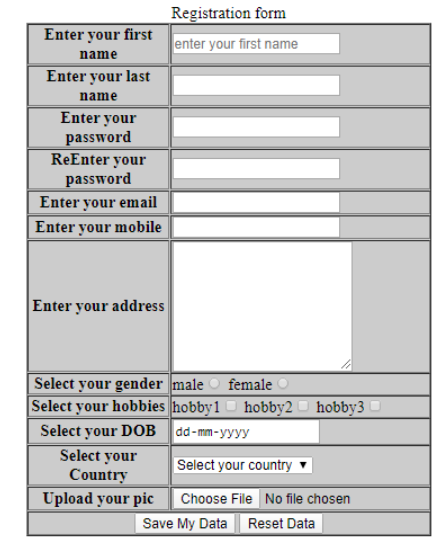 Registration form
Enter your first
name
enter your first name
Enter your last
name
Enter your
password
ReEnter your
password
Enter your email
Enter your mobile
Enter your address
Select your gender male female
Select your hobbies hobby1 hobby2 hobby3
Select your DOB dd-mm-yyyy
Select your
Country
Select your country
Upload your pic Choose File No file chosen
Save My Data Reset Data